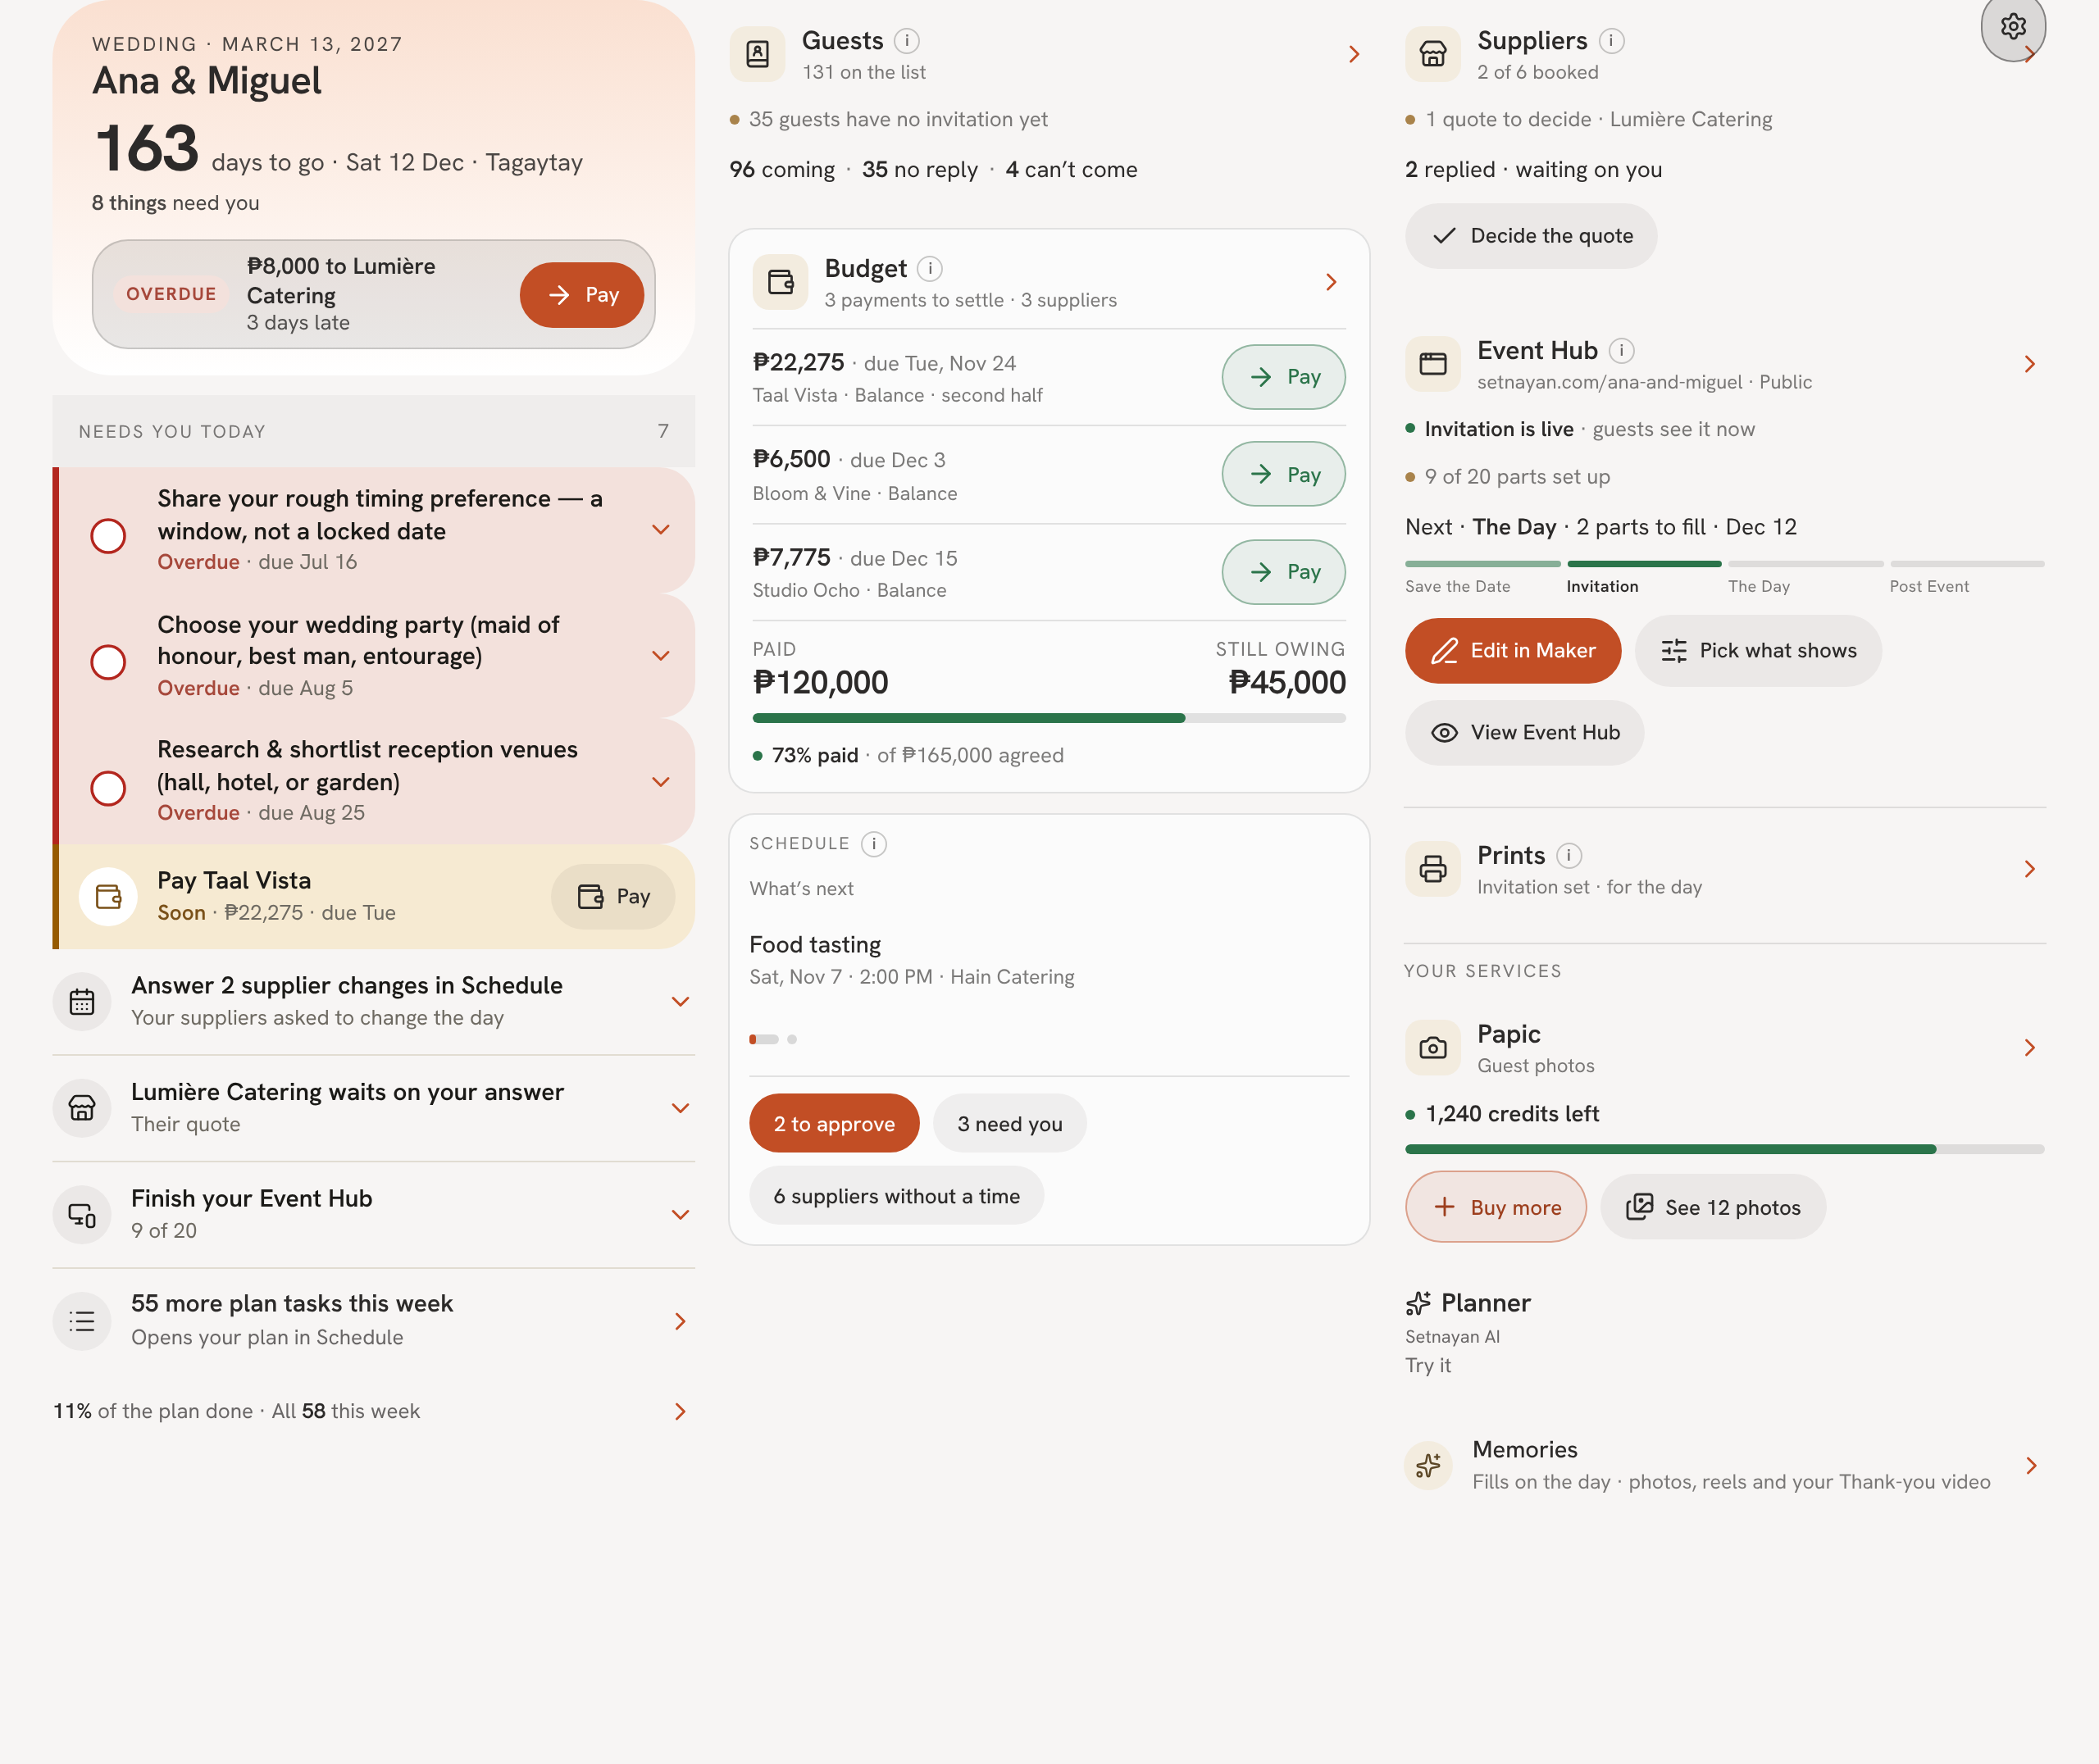 WEDDING · MARCH 13, 2027
Ana & Miguel
163 days to go · Sat 12 Dec · Tagaytay
8 things need you
OVERDUE
₱8,000 to Lumière
Catering
3 days late
Pay
NEEDS YOU TODAY
7
Share your rough timing preference — a
window, not a locked date
Overdue · due Jul 16
Choose your wedding party (maid of
honour, best man, entourage)
Overdue · due Aug 5
Research & shortlist reception venues
(hall, hotel, or garden)
Overdue · due Aug 25
Pay Taal Vista
Soon · ₱22,275 · due Tue
Pay
Answer 2 supplier changes in Schedule
Your suppliers asked to change the day
Lumière Catering waits on your answer
Their quote
Finish your Event Hub
9 of 20
55 more plan tasks this week
Opens your plan in Schedule
11% of the plan done · All 58 this week
Guests i
131 on the list
35 guests have no invitation yet
96 coming · 35 no reply · 4 can’t come
Budget i
3 payments to settle · 3 suppliers
₱22,275 · due Tue, Nov 24
Taal Vista · Balance · second half
Pay
₱6,500 · due Dec 3
Bloom & Vine · Balance
Pay
₱7,775 · due Dec 15
Studio Ocho · Balance
Pay
PAID
₱120,000
STILL OWING
₱45,000
73% paid · of ₱165,000 agreed
SCHEDULE i
What’s next
Food tasting
Sat, Nov 7 · 2:00 PM · Hain Catering
2 to approve
3 need you
6 suppliers without a time
Suppliers i
2 of 6 booked
1 quote to decide · Lumière Catering
2 replied · waiting on you
Decide the quote
Event Hub i
setnayan.com/ana-and-miguel · Public
Invitation is live · guests see it now
9 of 20 parts set up
Next · The Day · 2 parts to fill · Dec 12
Save the Date
Invitation
The Day
Post Event
Edit in Maker
Pick what shows
View Event Hub
Prints i
Invitation set · for the day
YOUR SERVICES
Papic
Guest photos
1,240 credits left
Buy more
See 12 photos
Planner
Setnayan AI
Try it
Memories
Fills on the day · photos, reels and your Thank-you video